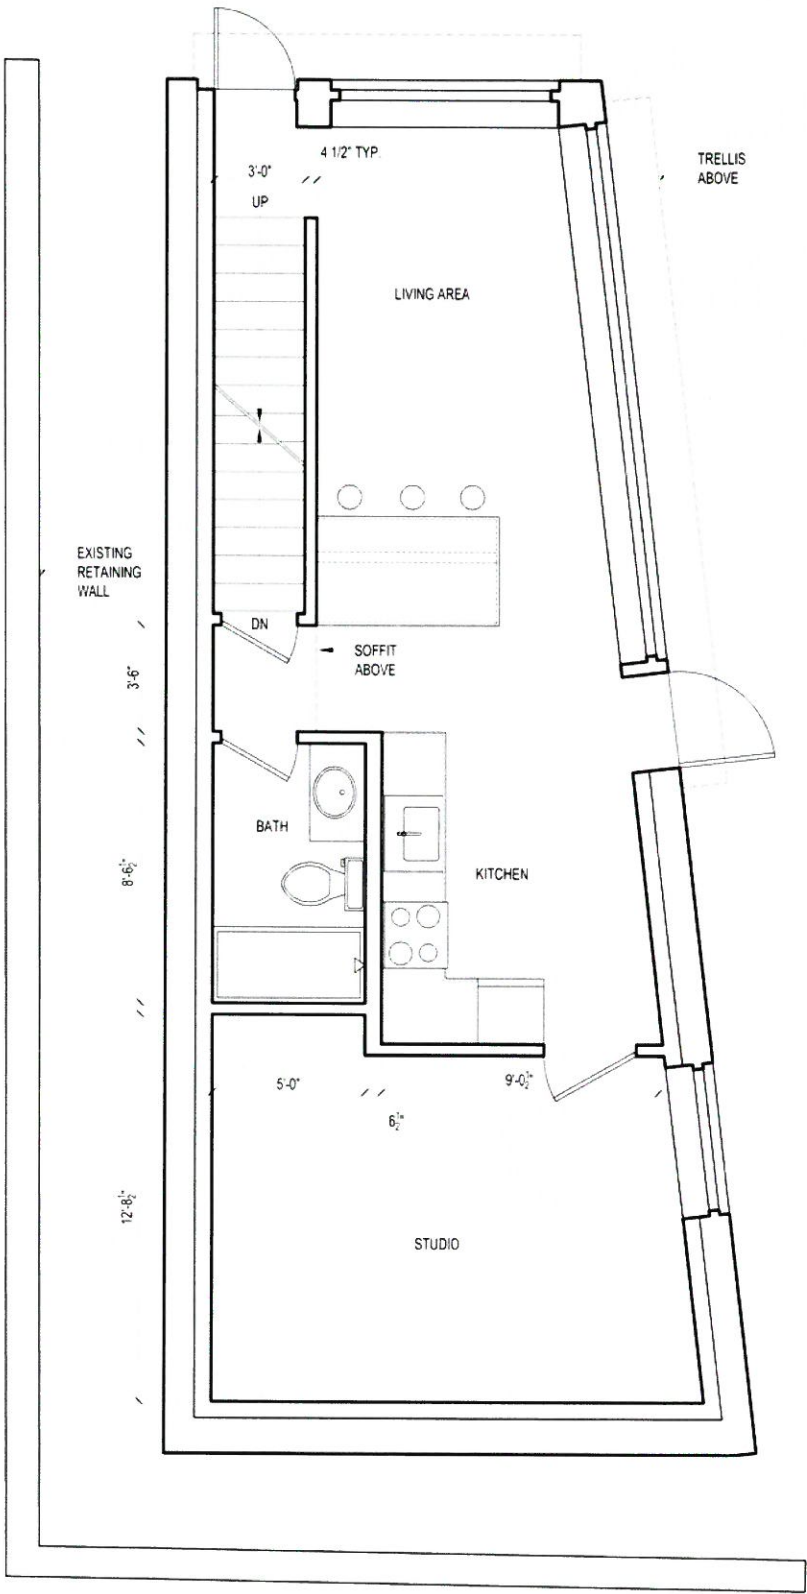 4 1/2" TYP.
3'-0"
UP
TRELLIS
ABOVE
LIVING AREA
EXISTING
RETAINING
WALL
DN
SOFFIT
ABOVE
3'-6"
BATH
8'-6½"
KITCHEN
5'-0"
9'-0½"
6½"
12'-8½"
STUDIO